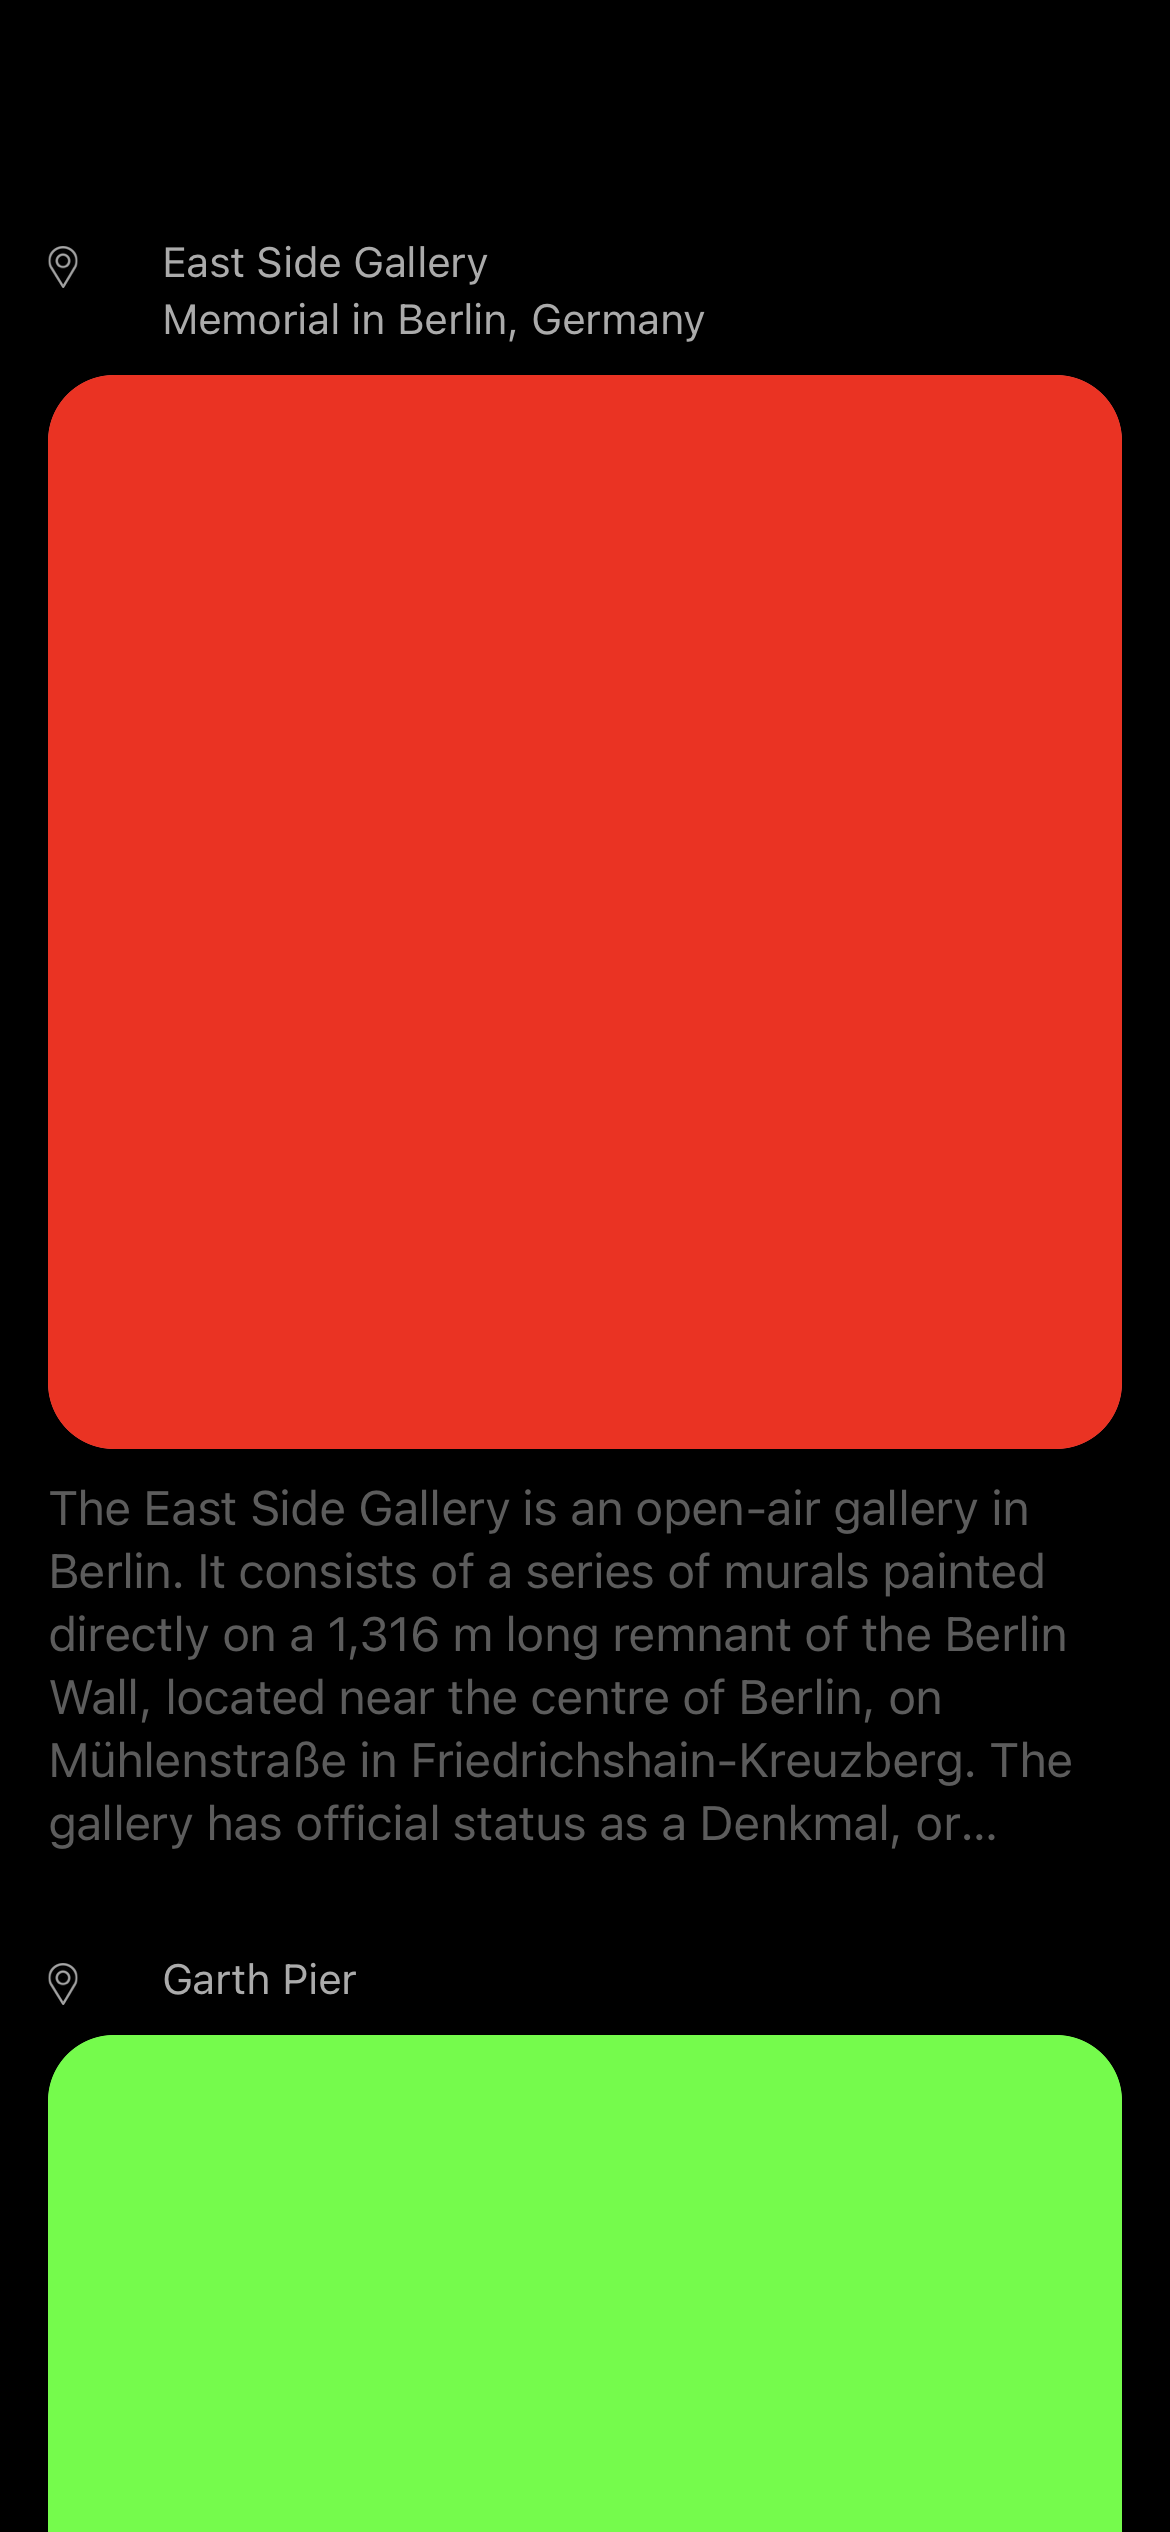 East Side Gallery
Memorial in Berlin, Germany
The East Side Gallery is an open-air gallery in
Berlin. It consists of a series of murals painted
directly on a 1,316 m long remnant of the Berlin
Wall, located near the centre of Berlin, on
Mühlenstraße in Friedrichshain-Kreuzberg. The
gallery has official status as a Denkmal, or...
Garth Pier